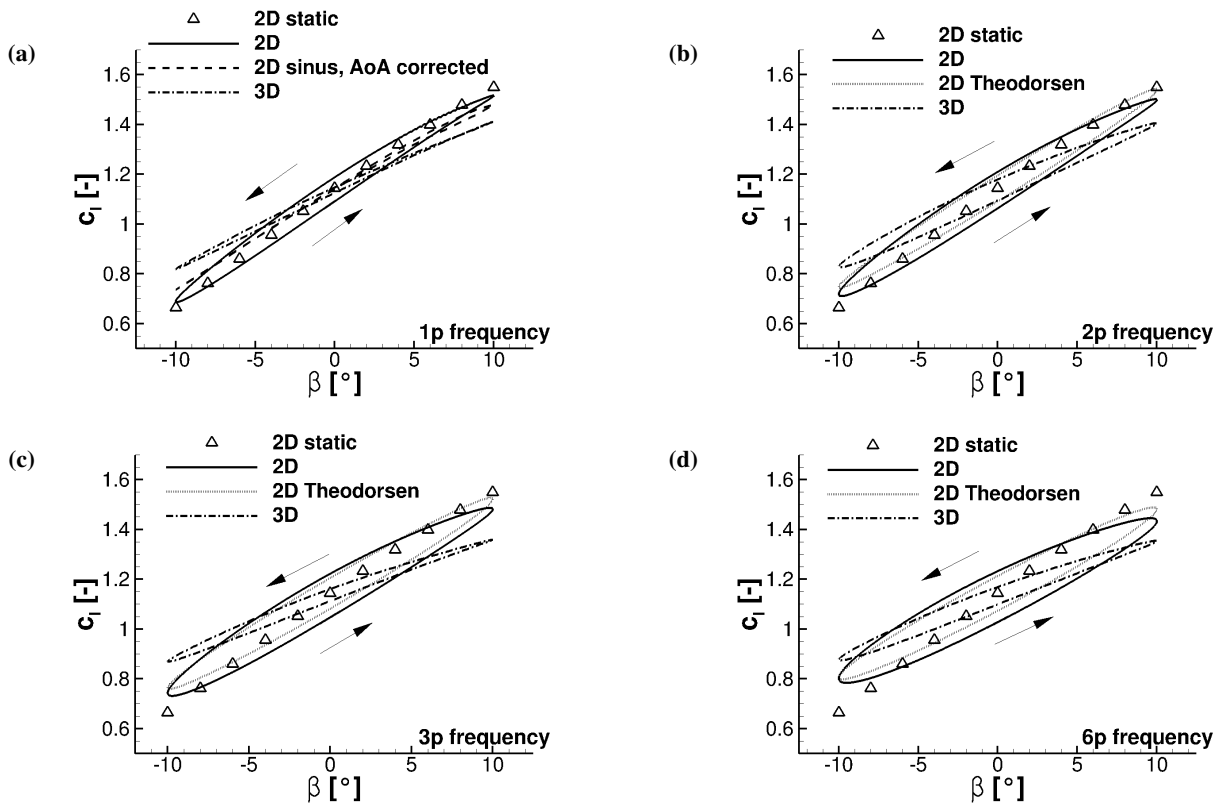 (a)
2D static
2D
2D sinus, AoA corrected
3D
1.6
1.4
1.2
1
0.8
0.6
cl [-]
-10 -5 0 5 10
β [°]
1p frequency
(b)
2D static
2D
2D Theodorsen
3D
1.6
1.4
1.2
1
0.8
0.6
cl [-]
-10 -5 0 5 10
β [°]
2p frequency
(c)
2D static
2D
2D Theodorsen
3D
1.6
1.4
1.2
1
0.8
0.6
cl [-]
-10 -5 0 5 10
β [°]
3p frequency
(d)
2D static
2D
2D Theodorsen
3D
1.6
1.4
1.2
1
0.8
0.6
cl [-]
-10 -5 0 5 10
β [°]
6p frequency